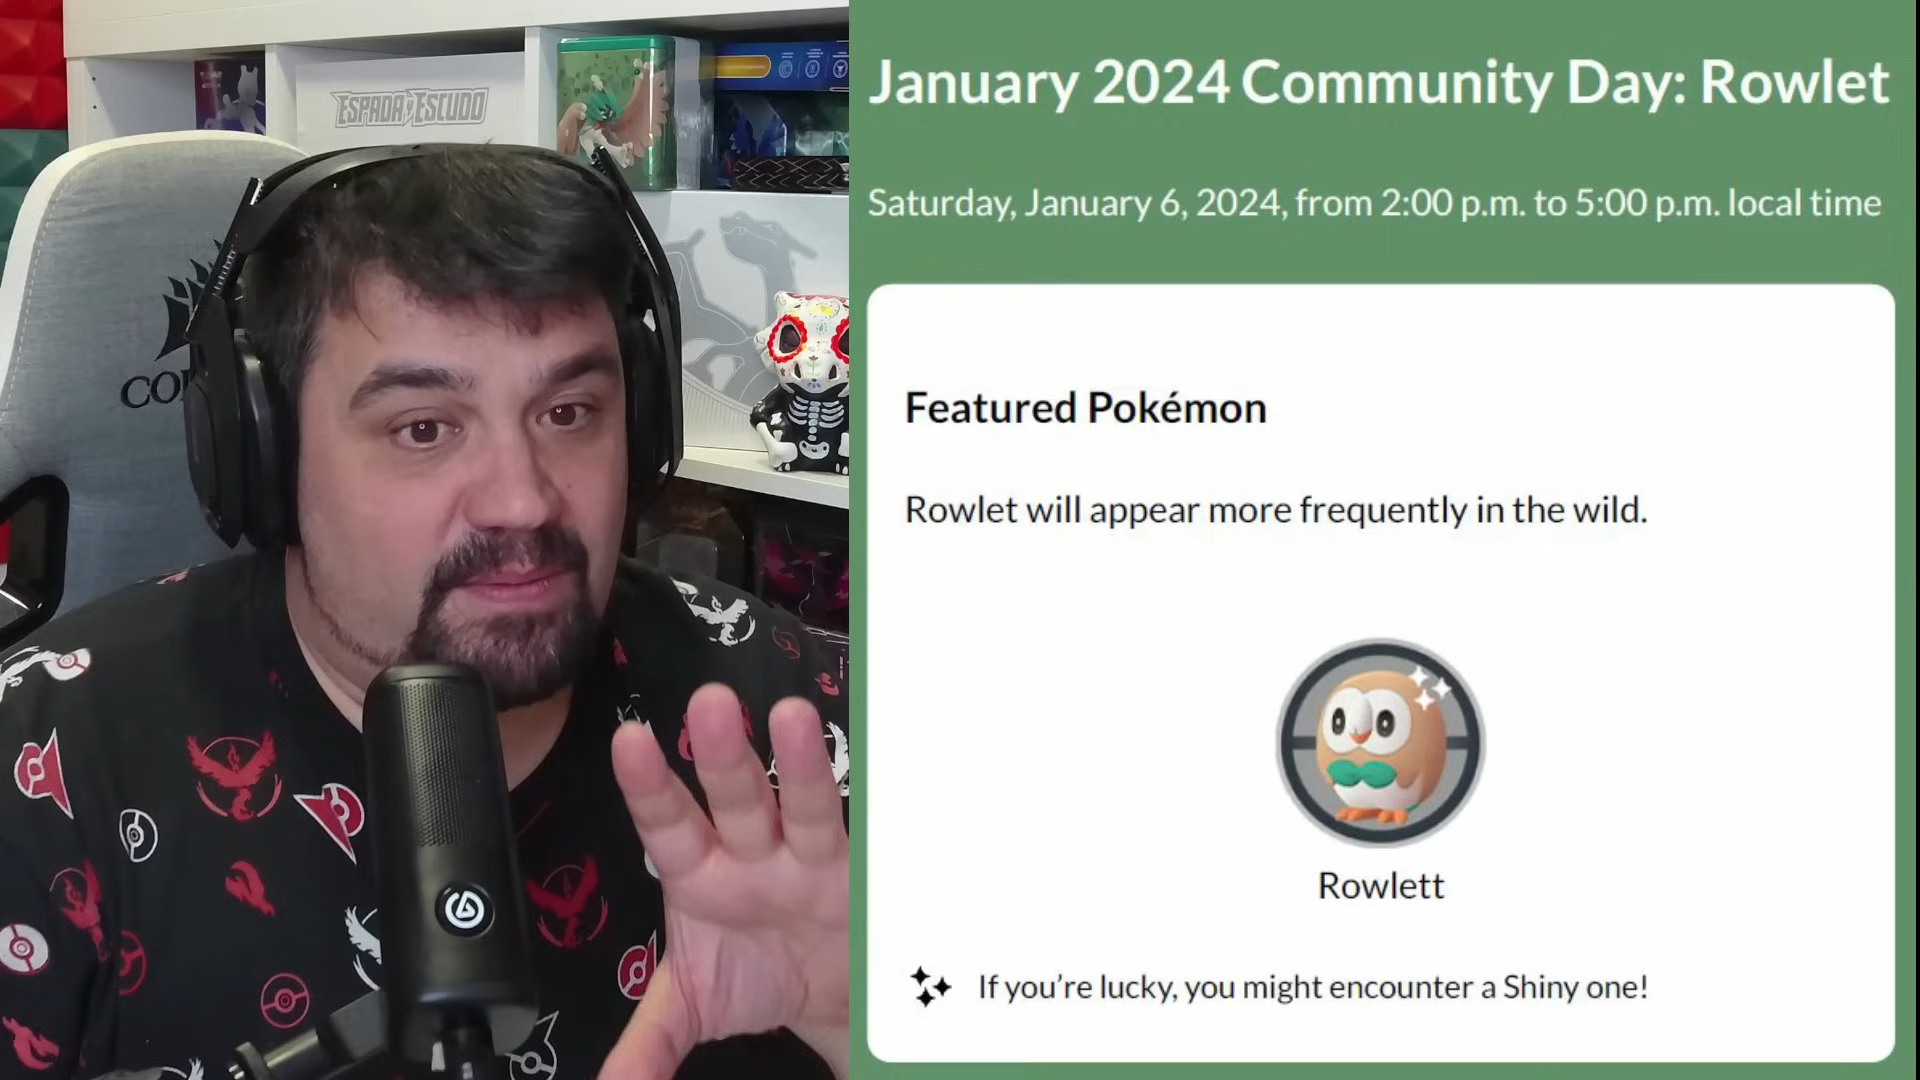 ESPADA Y ESCUDO
January 2024 Community Day: Rowlet
Saturday, January 6, 2024, from 2:00 p.m. to 5:00 p.m. local time
Featured Pokémon
Rowlet will appear more frequently in the wild.
Rowlett
If you're lucky, you might encounter a Shiny one!